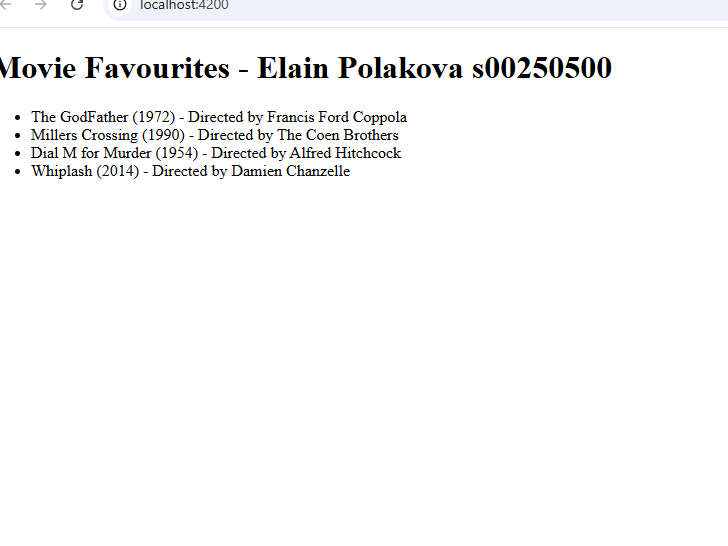 localhost:4200
Movie Favourites - Elain Polakova s00250500
The GodFather (1972) - Directed by Francis Ford Coppola
Millers Crossing (1990) - Directed by The Coen Brothers
Dial M for Murder (1954) - Directed by Alfred Hitchcock
Whiplash (2014) - Directed by Damien Chanzelle